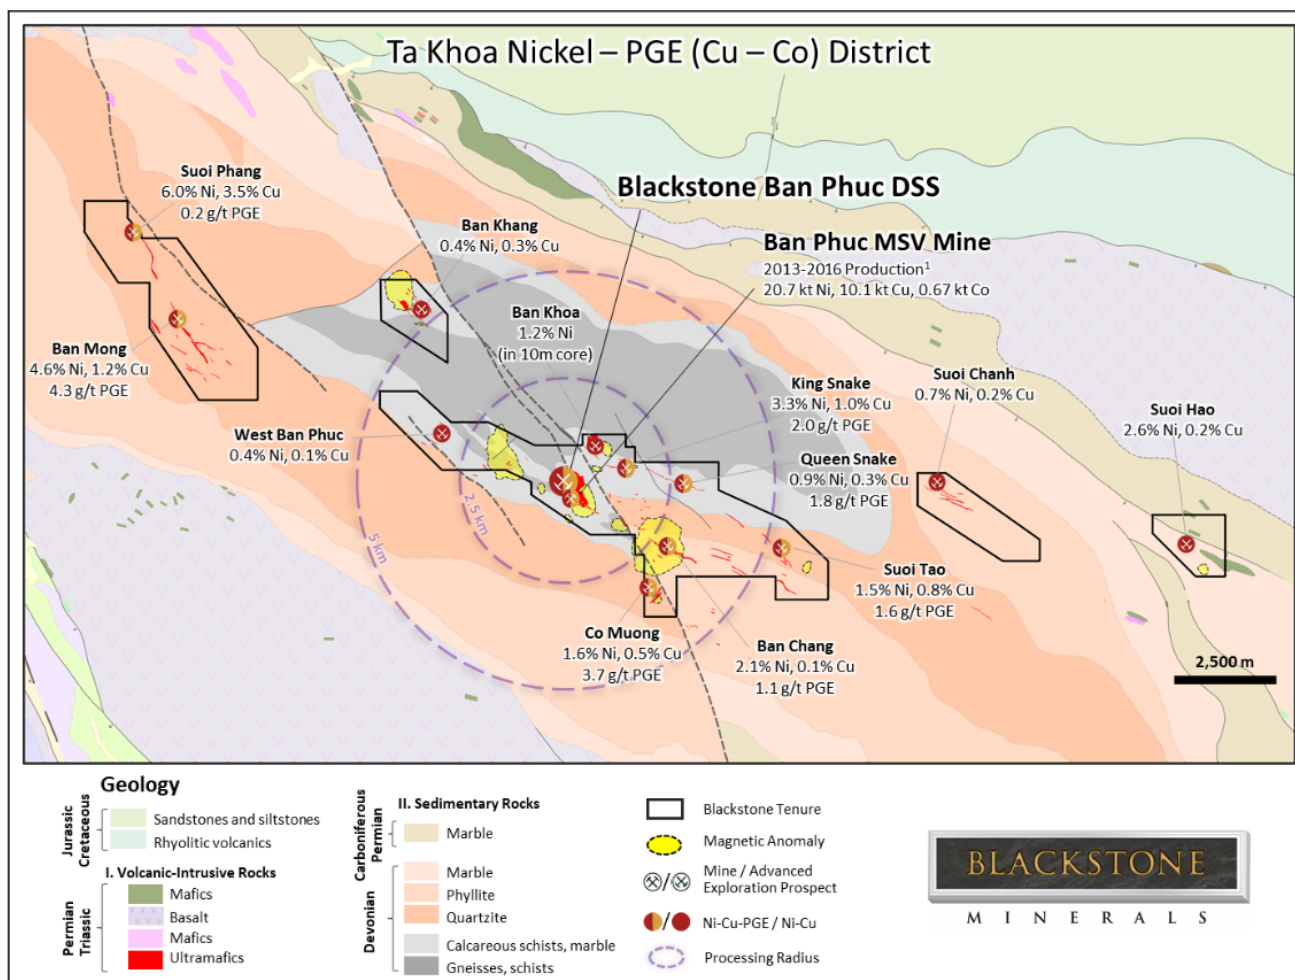 Ta Khoa Nickel – PGE (Cu – Co) District
Suoi Phang
6.0% Ni, 3.5% Cu
0.2 g/t PGE
Blackstone Ban Phuc DSS
Ban Khang
0.4% Ni, 0.3% Cu
Ban Phuc MSV Mine
2013-2016 Production¹
20.7 kt Ni, 10.1 kt Cu, 0.67 kt Co
Ban Khoa
1.2% Ni
(in 10m core)
Ban Mong
4.6% Ni, 1.2% Cu
4.3 g/t PGE
King Snake
3.3% Ni, 1.0% Cu
2.0 g/t PGE
Suoi Chanh
0.7% Ni, 0.2% Cu
Suoi Hao
2.6% Ni, 0.2% Cu
West Ban Phuc
0.4% Ni, 0.1% Cu
Queen Snake
0.9% Ni, 0.3% Cu
1.8 g/t PGE
2.5 km
5 km
Suoi Tao
1.5% Ni, 0.8% Cu
1.6 g/t PGE
Co Muong
1.6% Ni, 0.5% Cu
3.7 g/t PGE
Ban Chang
2.1% Ni, 0.1% Cu
1.1 g/t PGE
2,500 m
Geology
Jurassic
Cretaceous
Sandstones and siltstones
Rhyolitic volcanics
I. Volcanic-Intrusive Rocks
Permian
Triassic
Mafics
Basalt
Mafics
Ultramafics
II. Sedimentary Rocks
Carboniferous
Permian
Marble
Devonian
Marble
Phyllite
Quartzite
Calcareous schists, marble
Gneisses, schists
Blackstone Tenure
Magnetic Anomaly
/
Mine / Advanced
Exploration Prospect
/
Ni-Cu-PGE / Ni-Cu
Processing Radius
BLACKSTONE
MINERALS